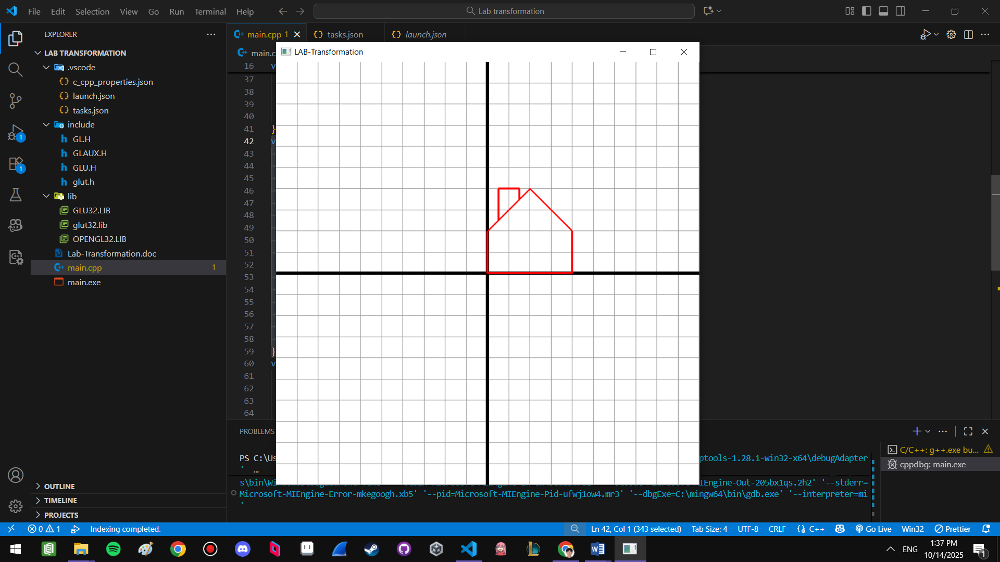 File Edit Selection View Go Run Terminal Help
Lab transformation
EXPLORER
LAB TRANSFORMATION
.vscode
c_cpp_properties.json
launch.json
tasks.json
include
GL.H
GLAUX.H
GLU.H
glut.h
lib
GLU32.LIB
glut32.lib
OPENGL32.LIB
Lab-Transformation.doc
main.cpp 1
main.exe
OUTLINE
TIMELINE
PROJECTS
1
1
main.cpp 1
tasks.json
launch.json
main.c
LAB-Transformation
16 v
37
38
39
40
41 }
42 v
43
44
45
46
47
48
49
50
51
52
53
54
55
56
57
58
59 }
60 v
61
62
63
64
PROBLEMS
PS C:\Us
ptools-1.28.1-win32-x64\debugAdapter
' …
s\bin\Wi
IEngine-Out-205bx1qs.2h2' '--stderr=
Microsoft-MIEngine-Error-mkegoogh.xb5' '--pid=Microsoft-MIEngine-Pid-ufwj1ow4.mr3' '--dbgExe=C:\mingw64\bin\gdb.exe' '--interpreter=mi
'
C/C++: g++.exe bu...
cppdbg: main.exe
0 1
Indexing completed.
Ln 42, Col 1 (343 selected)
Tab Size: 4
UTF-8
CRLF
C++
Go Live
Win32
Prettier
ENG
1:37 PM
10/14/2025
1